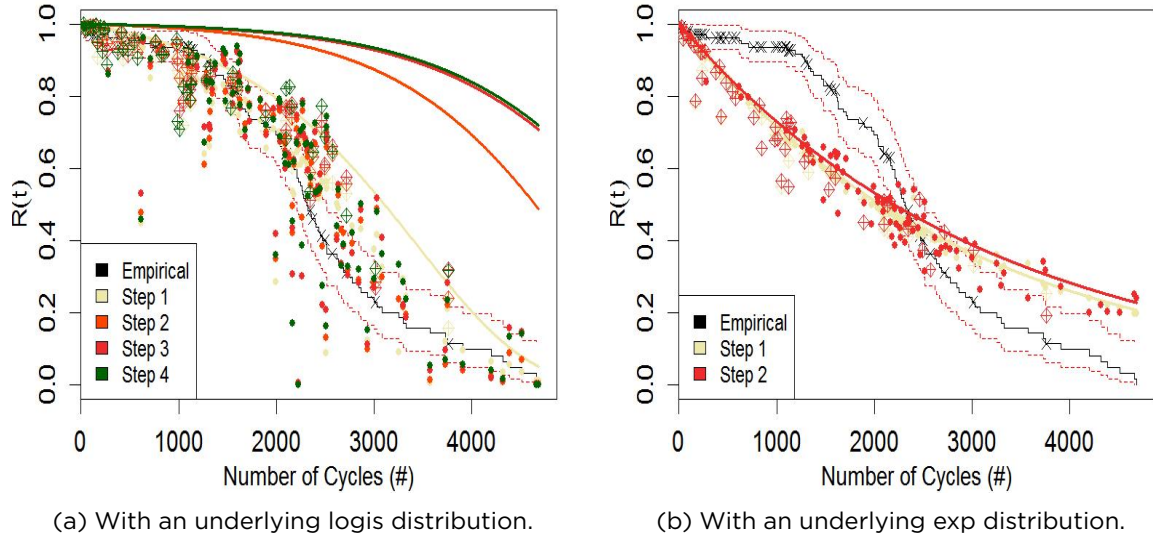 R(t)
1.0
0.8
0.6
0.4
0.2
0.0
Empirical
Step 1
Step 2
Step 3
Step 4
0 1000 2000 3000 4000
Number of Cycles (#)
(a) With an underlying logis distribution.
R(t)
1.0
0.8
0.6
0.4
0.2
0.0
Empirical
Step 1
Step 2
0 1000 2000 3000 4000
Number of Cycles (#)
(b) With an underlying exp distribution.